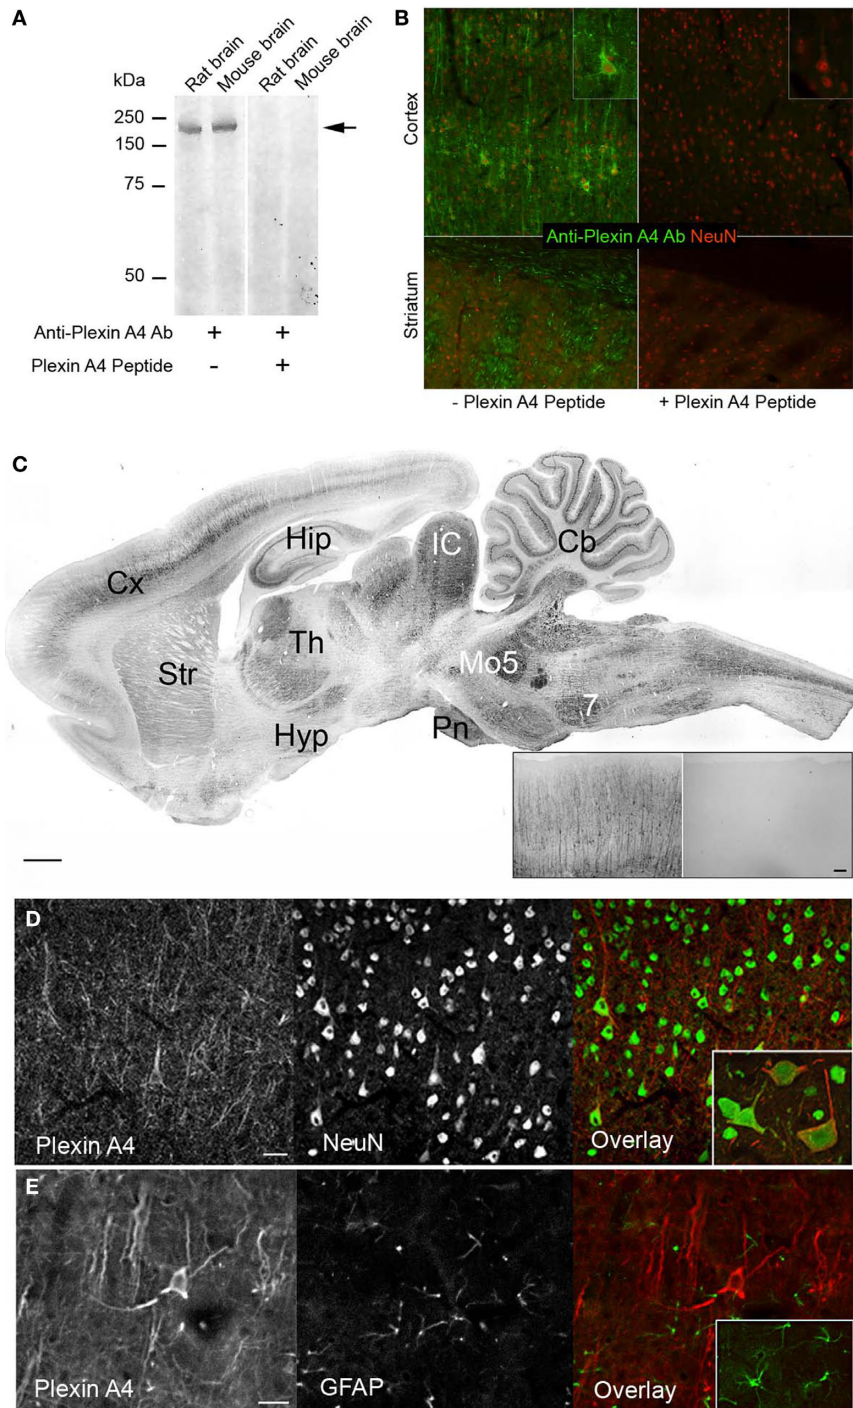 A
Rat brain
Mouse brain
Rat brain
Mouse brain
kDa
250
150
75
50
Anti-Plexin A4 Ab + +
Plexin A4 Peptide - +
B
Cortex
Anti-Plexin A4 Ab NeuN
Striatum
- Plexin A4 Peptide + Plexin A4 Peptide
C
Hip
IC
Cb
Cx
Th
Mo5
Str
7
Hyp
Pn
D
Plexin A4 NeuN Overlay
E
Plexin A4 GFAP Overlay